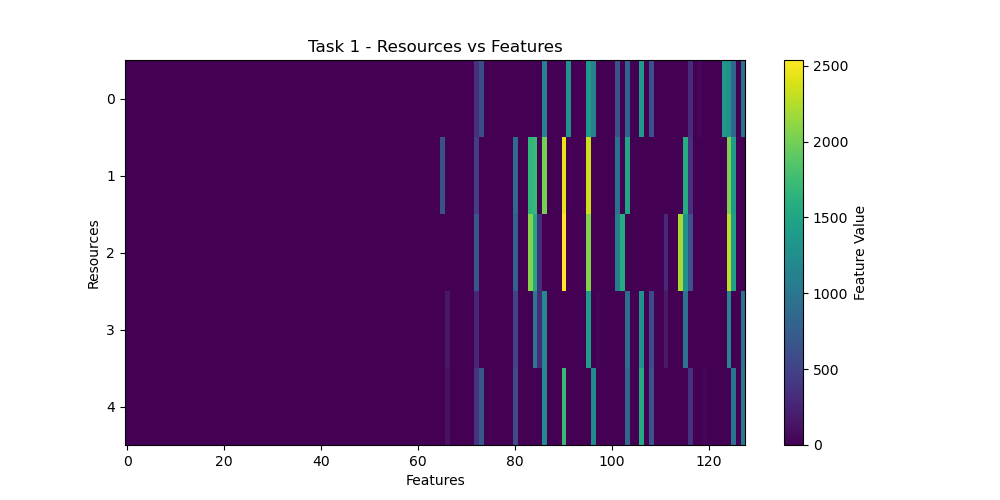 Task 1 - Resources vs Features
Resources
0
1
2
3
4
0 20 40 60 80 100 120
Features
2500
2000
1500
1000
500
0
Feature Value